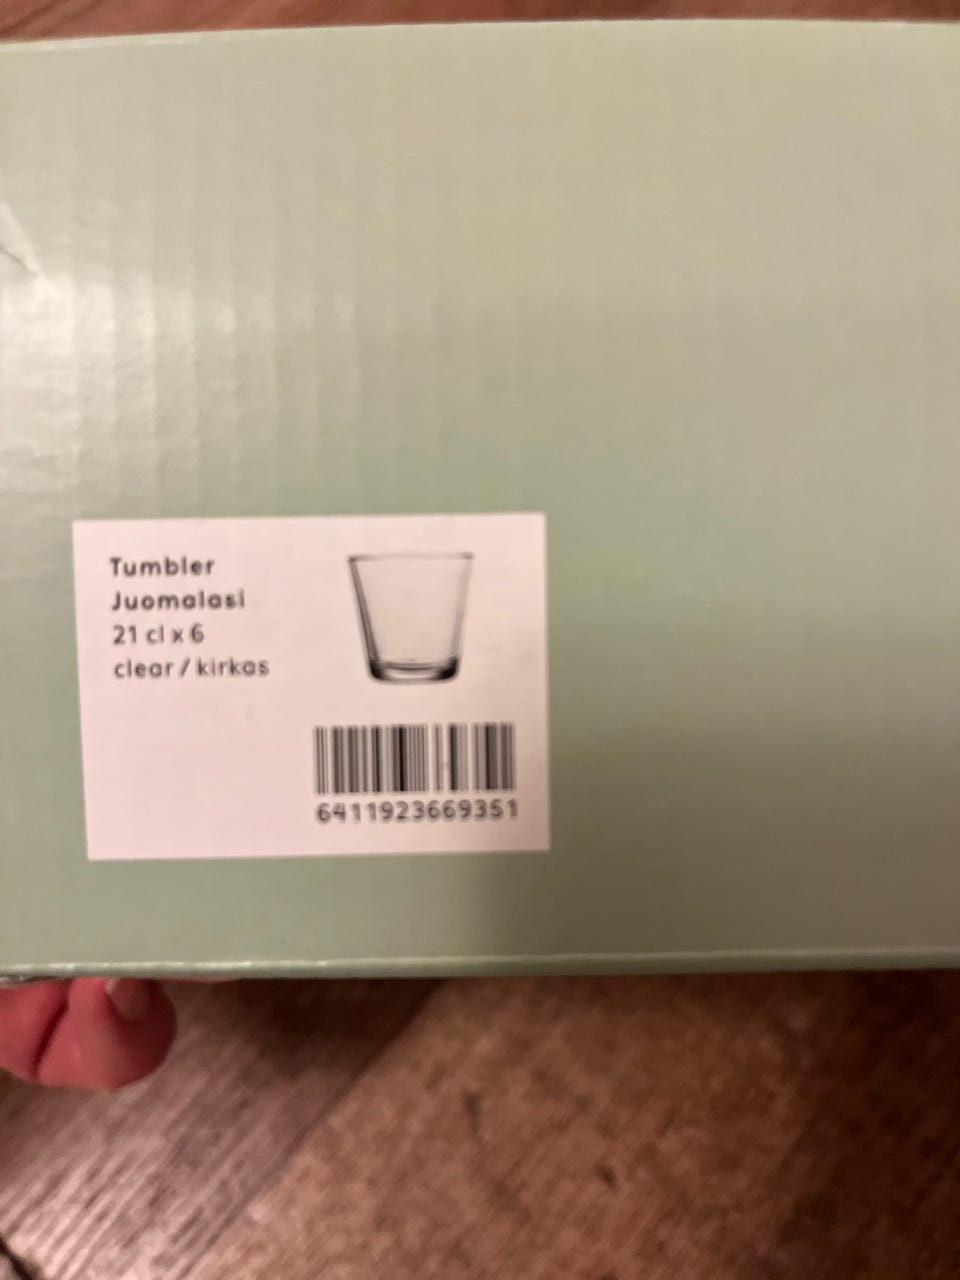 Tumbler
Juomalasi
21 cl x 6
clear / kirkas
6411923669351